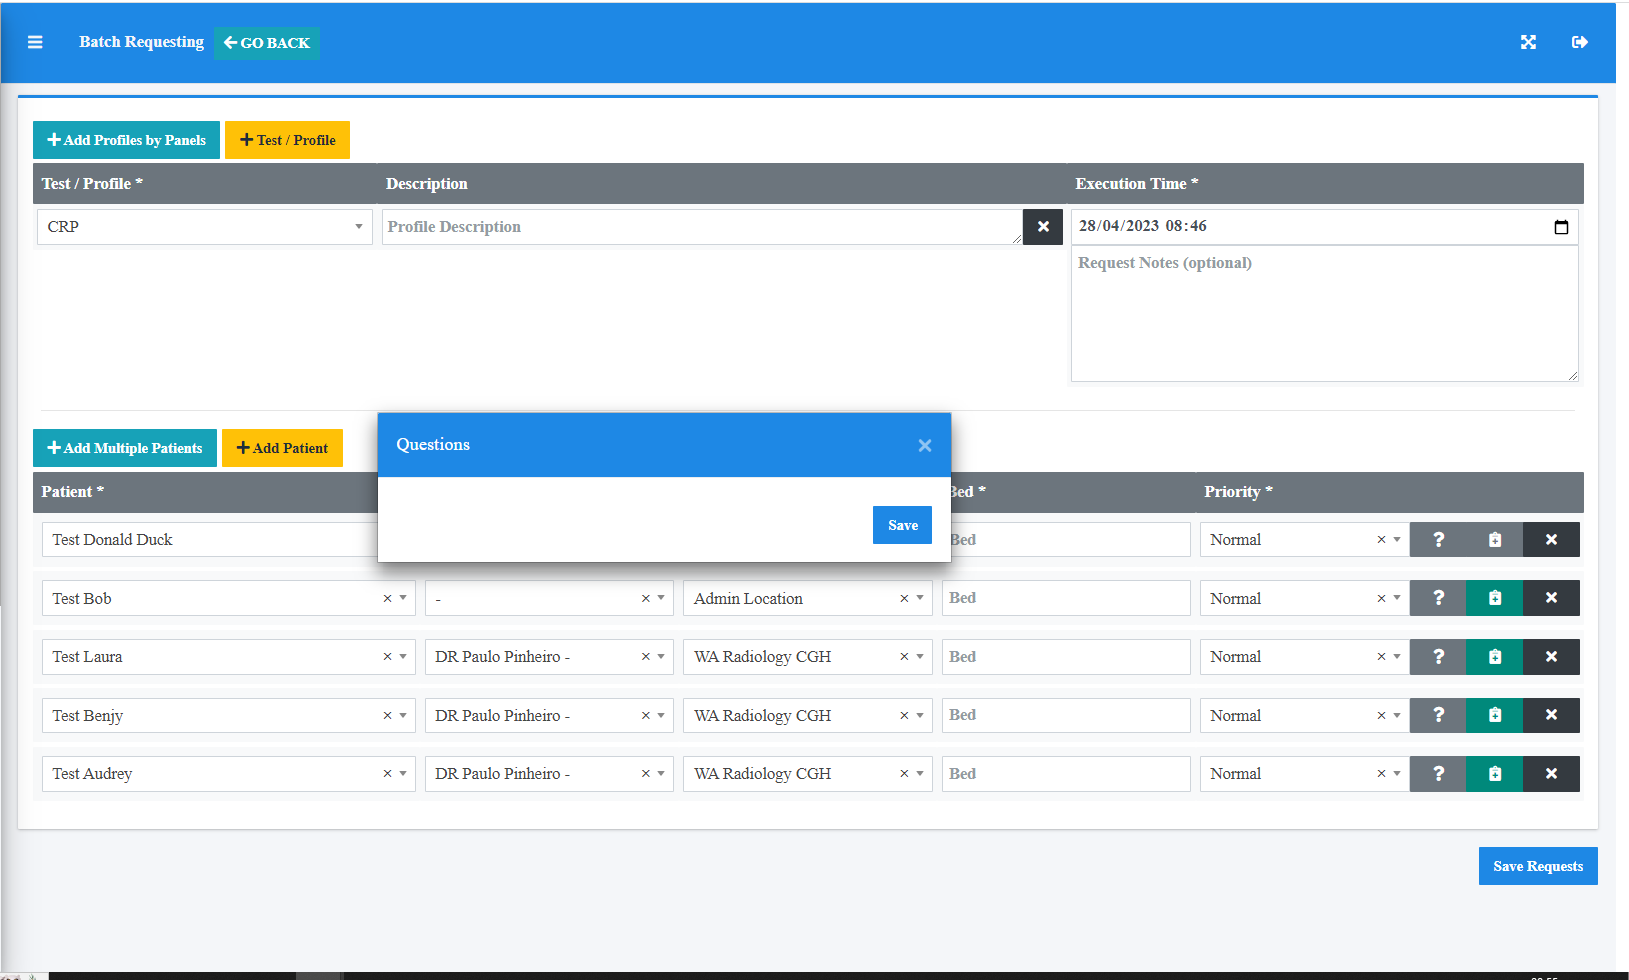 Batch Requesting GO BACK
Add Profiles by Panels Test / Profile
Test / Profile * Description Execution Time *
CRP Profile Description 28/04/2023 08:46
Request Notes (optional)
Questions
Add Multiple Patients Add Patient
Patient * Bed * Priority *
Save
Test Donald Duck Bed Normal ?
Test Bob - Admin Location Bed Normal ?
Test Laura DR Paulo Pinheiro - WA Radiology CGH Bed Normal ?
Test Benjy DR Paulo Pinheiro - WA Radiology CGH Bed Normal ?
Test Audrey DR Paulo Pinheiro - WA Radiology CGH Bed Normal ?
Save Requests